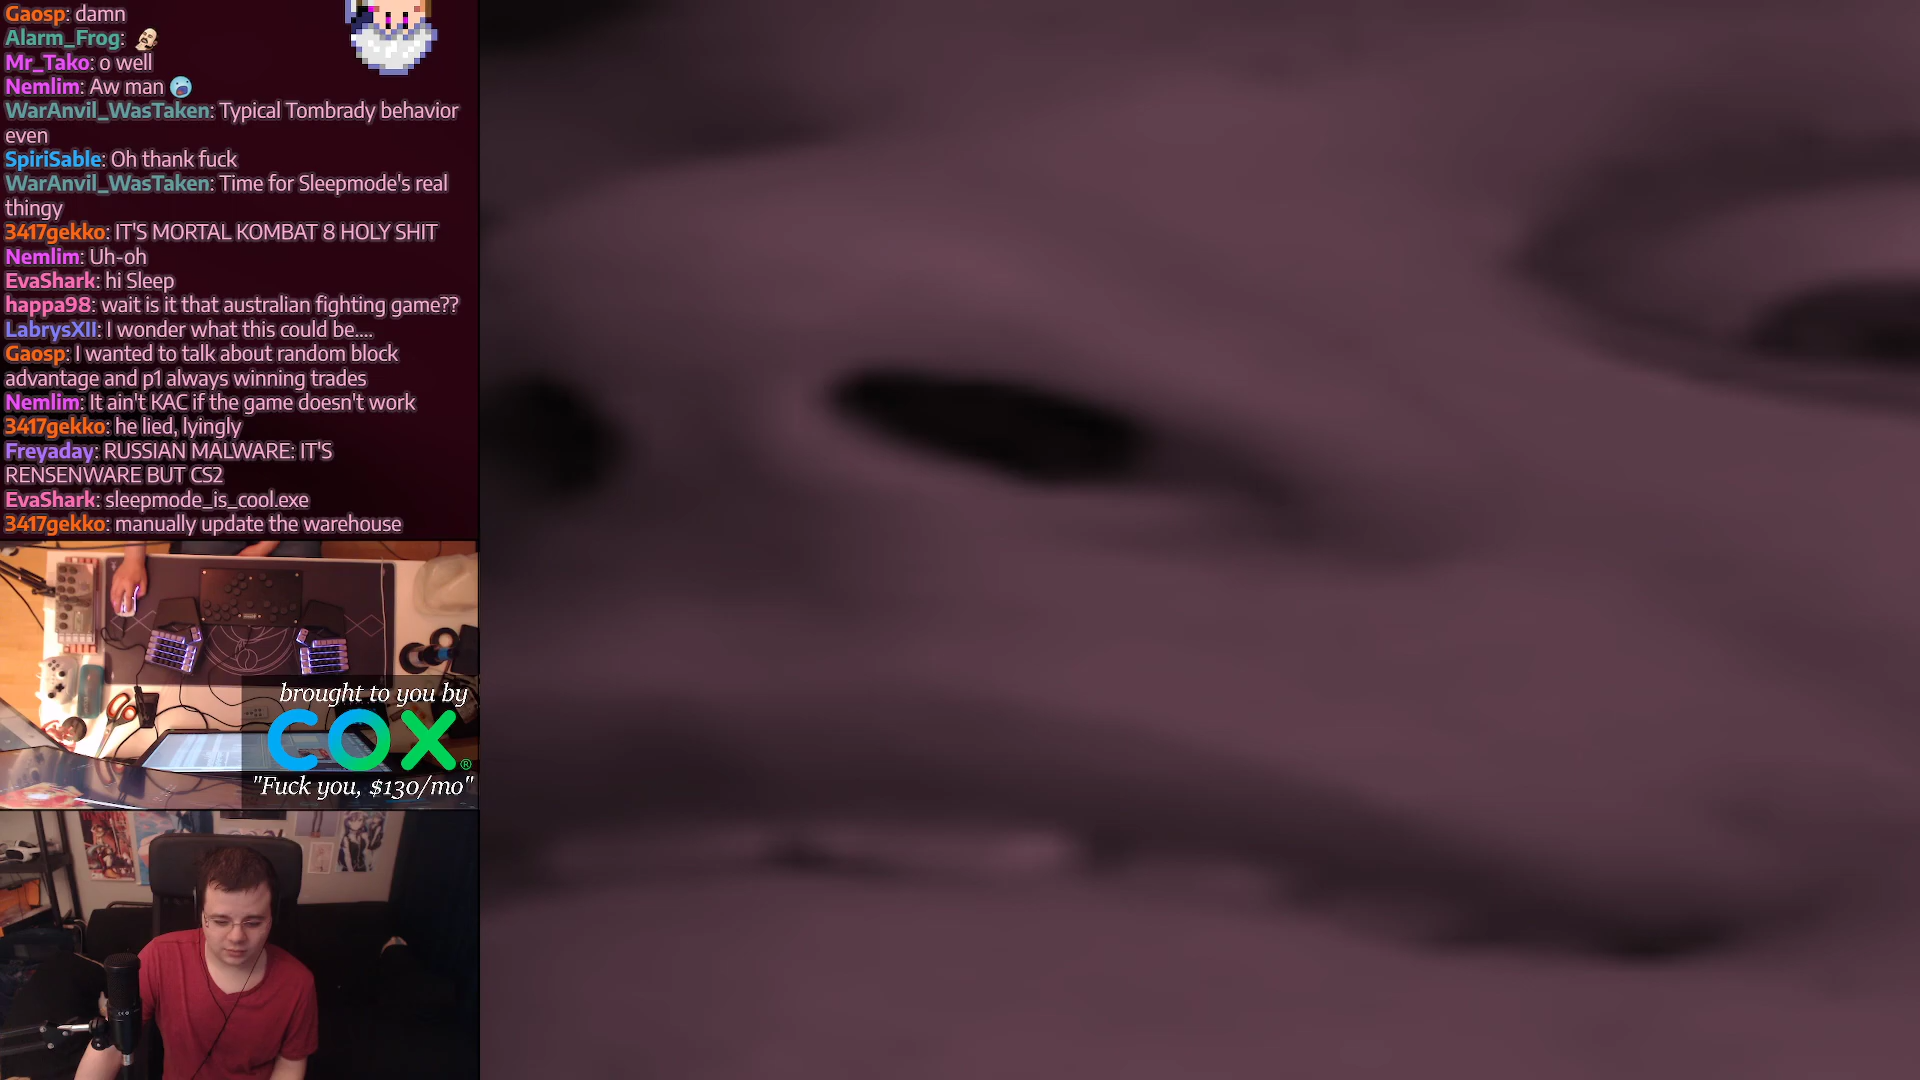 Gaosp: damn
Alarm_Frog:
Mr_Tako: o well
Nemlim: Aw man
WarAnvil_WasTaken: Typical Tombrady behavior
even
SpiriSable: Oh thank fuck
WarAnvil_WasTaken: Time for Sleepmode's real
thingy
3417gekko: IT'S MORTAL KOMBAT 8 HOLY SHIT
Nemlim: Uh-oh
EvaShark: hi Sleep
happa98: wait is it that australian fighting game??
LabrysXII: I wonder what this could be....
Gaosp: I wanted to talk about random block
advantage and p1 always winning trades
Nemlim: It ain't KAC if the game doesn't work
3417gekko: he lied, lyingly
Freyaday: RUSSIAN MALWARE: IT'S
RENSENWARE BUT CS2
EvaShark: sleepmode_is_cool.exe
3417gekko: manually update the warehouse
brought to you by
COX®
"Fuck you, $130/mo"